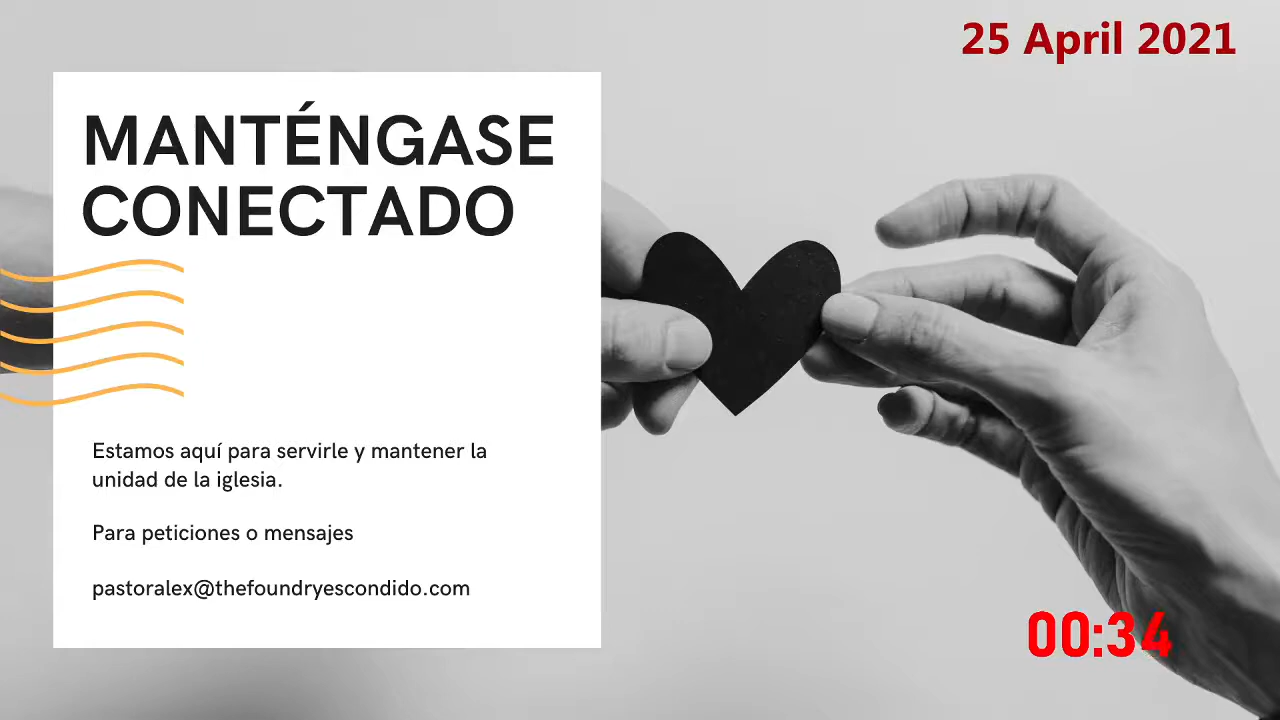 25 April 2021
MANTÉNGASE
CONECTADO
Estamos aquí para servirle y mantener la
unidad de la iglesia.
Para peticiones o mensajes
pastoralex@thefoundryescondido.com
00:34